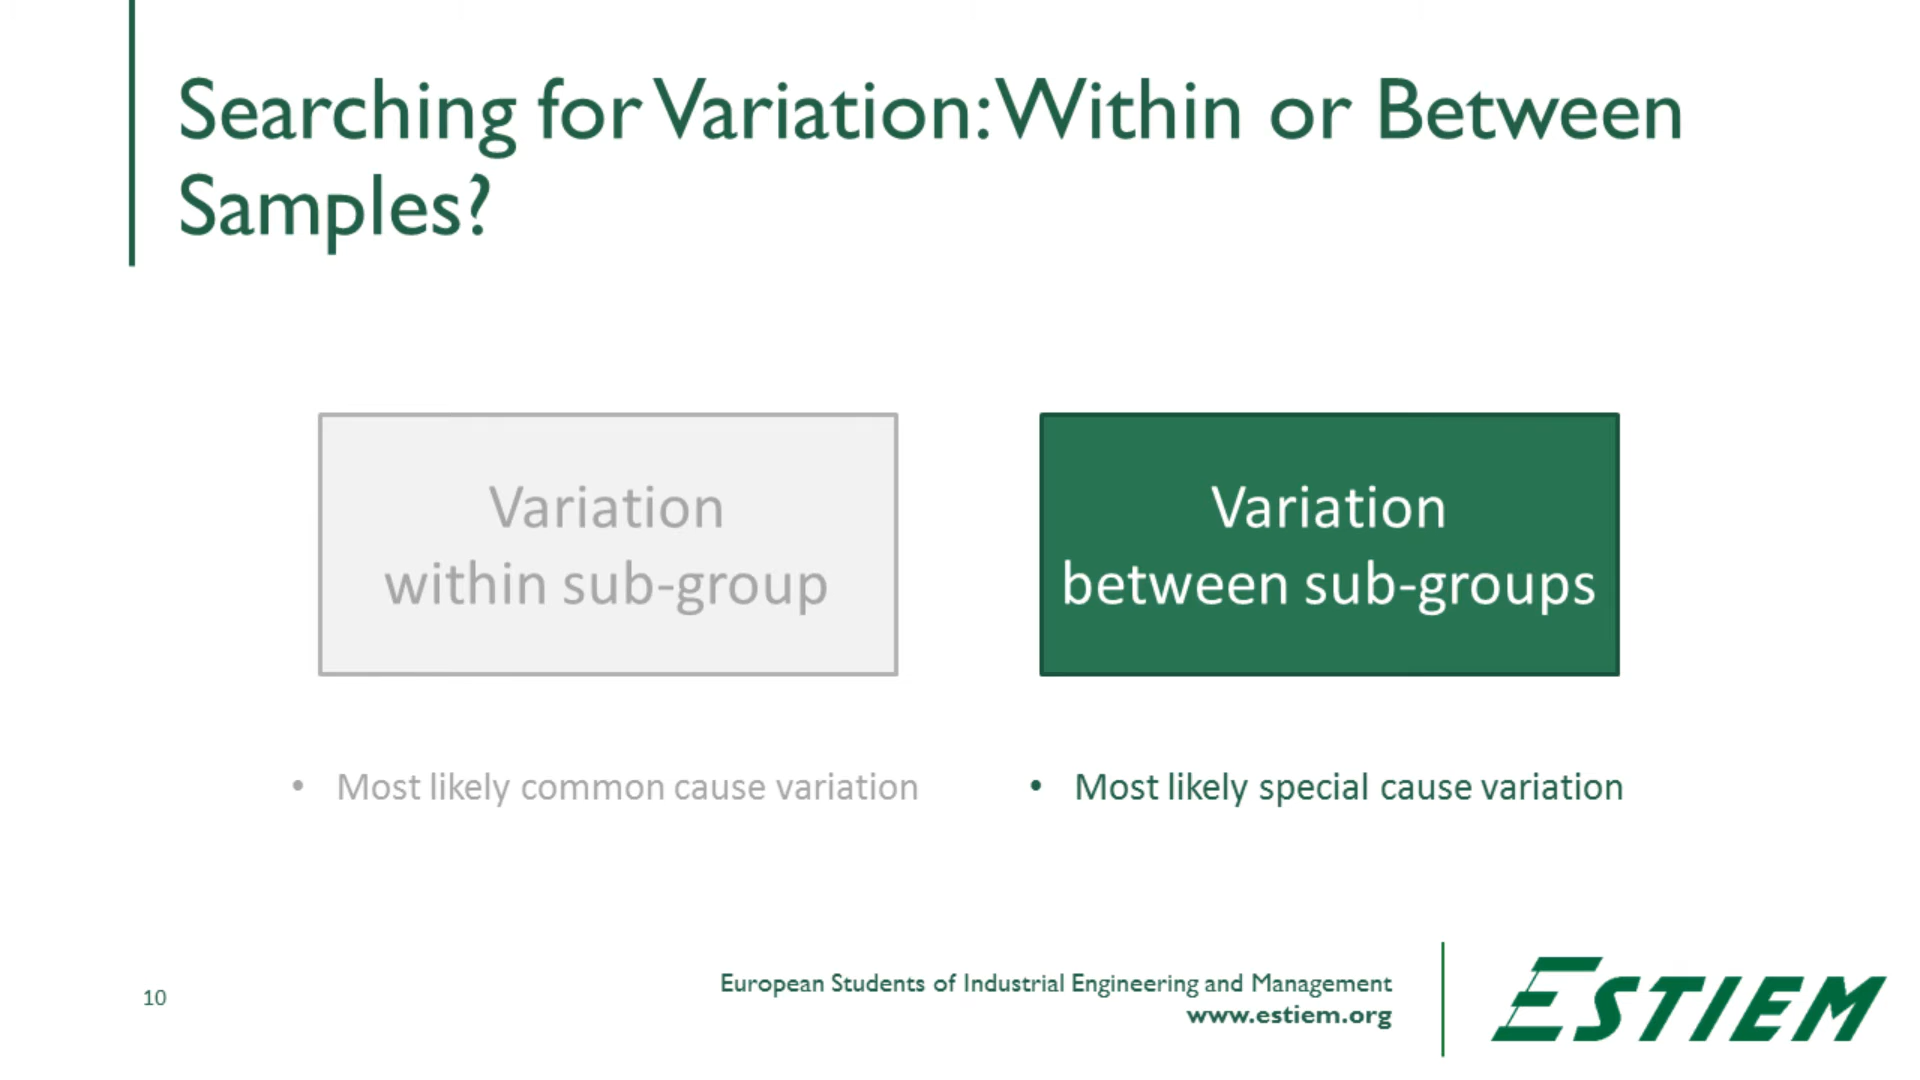 Searching for Variation: Within or Between
Samples?
Variation
within sub-group
Variation
between sub-groups
• Most likely common cause variation
• Most likely special cause variation
10
European Students of Industrial Engineering and Management
www.estiem.org
ESTIEM